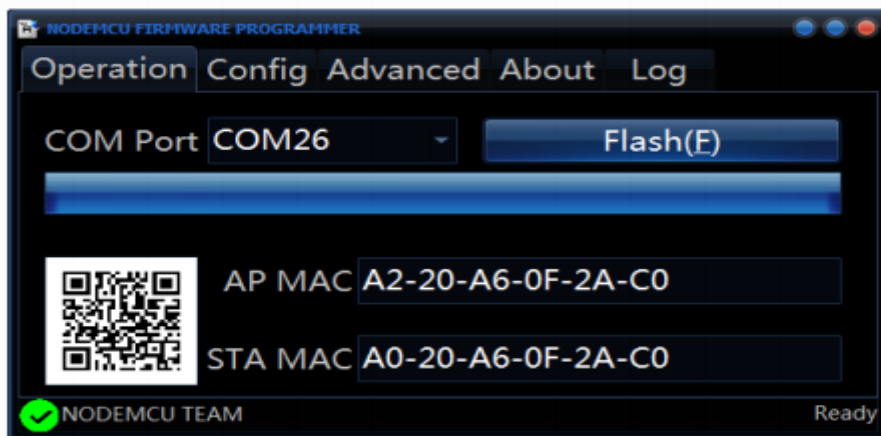 NODEMCU FIRMWARE PROGRAMMER
Operation Config Advanced About Log
COM Port COM26 Flash(F)
AP MAC A2-20-A6-0F-2A-C0
STA MAC A0-20-A6-0F-2A-C0
NODEMCU TEAM Ready